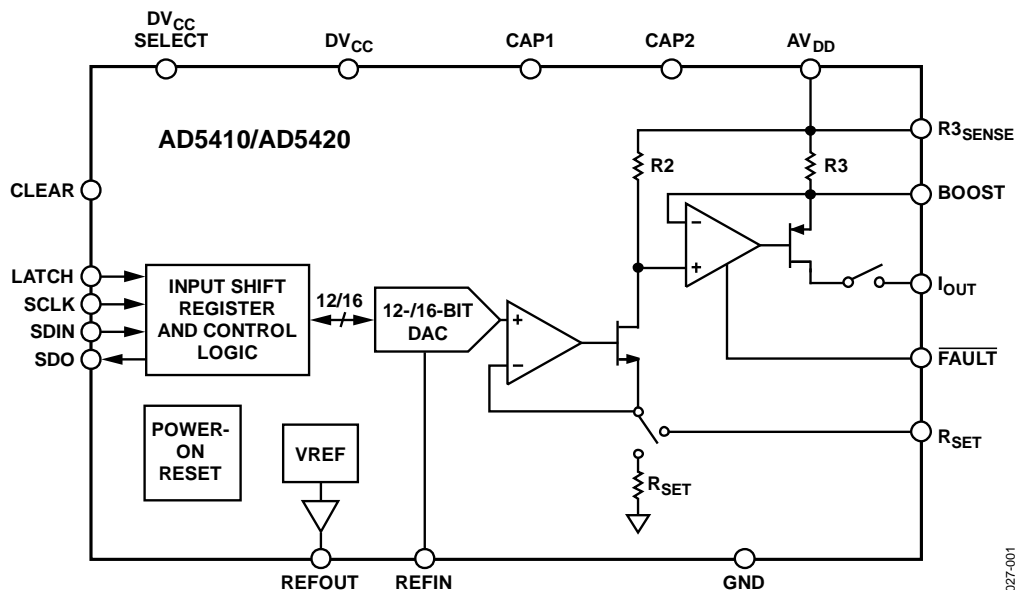 DVCC
SELECT
DVCC
CAP1
CAP2
AVDD
AD5410/AD5420
R2
R3
R3SENSE
CLEAR
BOOST
−
+
LATCH
SCLK
SDIN
SDO
INPUT SHIFT
REGISTER
AND CONTROL
LOGIC
12/16
12-/16-BIT
DAC
+
−
IOUT
FAULT
POWER-
ON
RESET
VREF
RSET
RSET
REFOUT
REFIN
GND
027-001